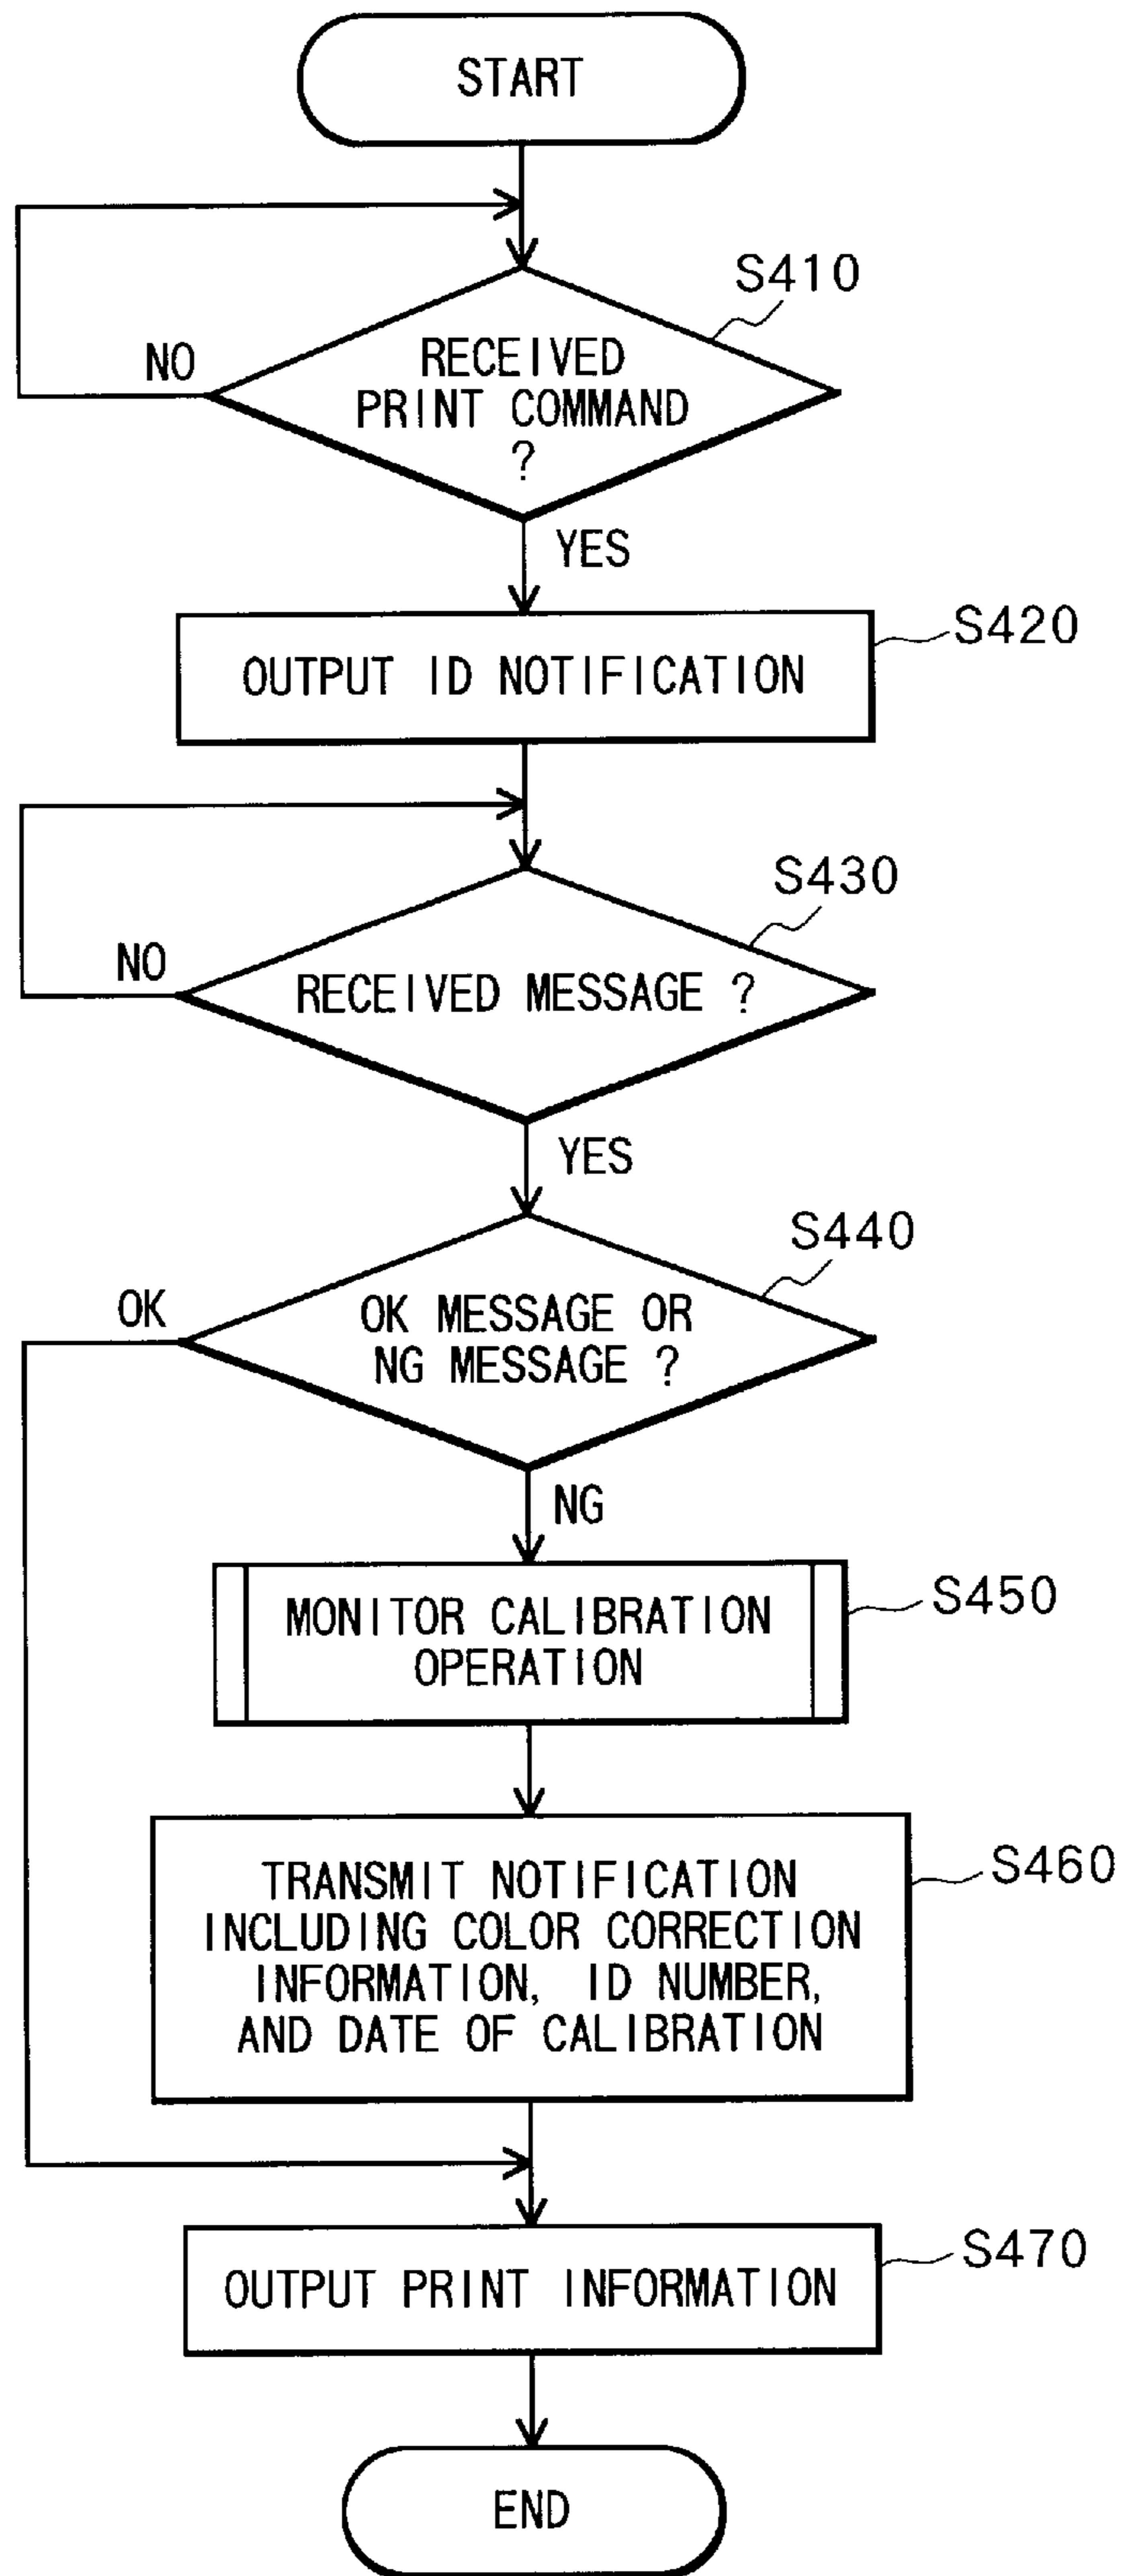 START
S410
NO
RECEIVED
PRINT COMMAND
?
YES
S420
OUTPUT ID NOTIFICATION
S430
NO
RECEIVED MESSAGE ?
YES
S440
OK
OK MESSAGE OR
NG MESSAGE ?
NG
S450
MONITOR CALIBRATION
OPERATION
S460
TRANSMIT NOTIFICATION
INCLUDING COLOR CORRECTION
INFORMATION, ID NUMBER,
AND DATE OF CALIBRATION
S470
OUTPUT PRINT INFORMATION
END